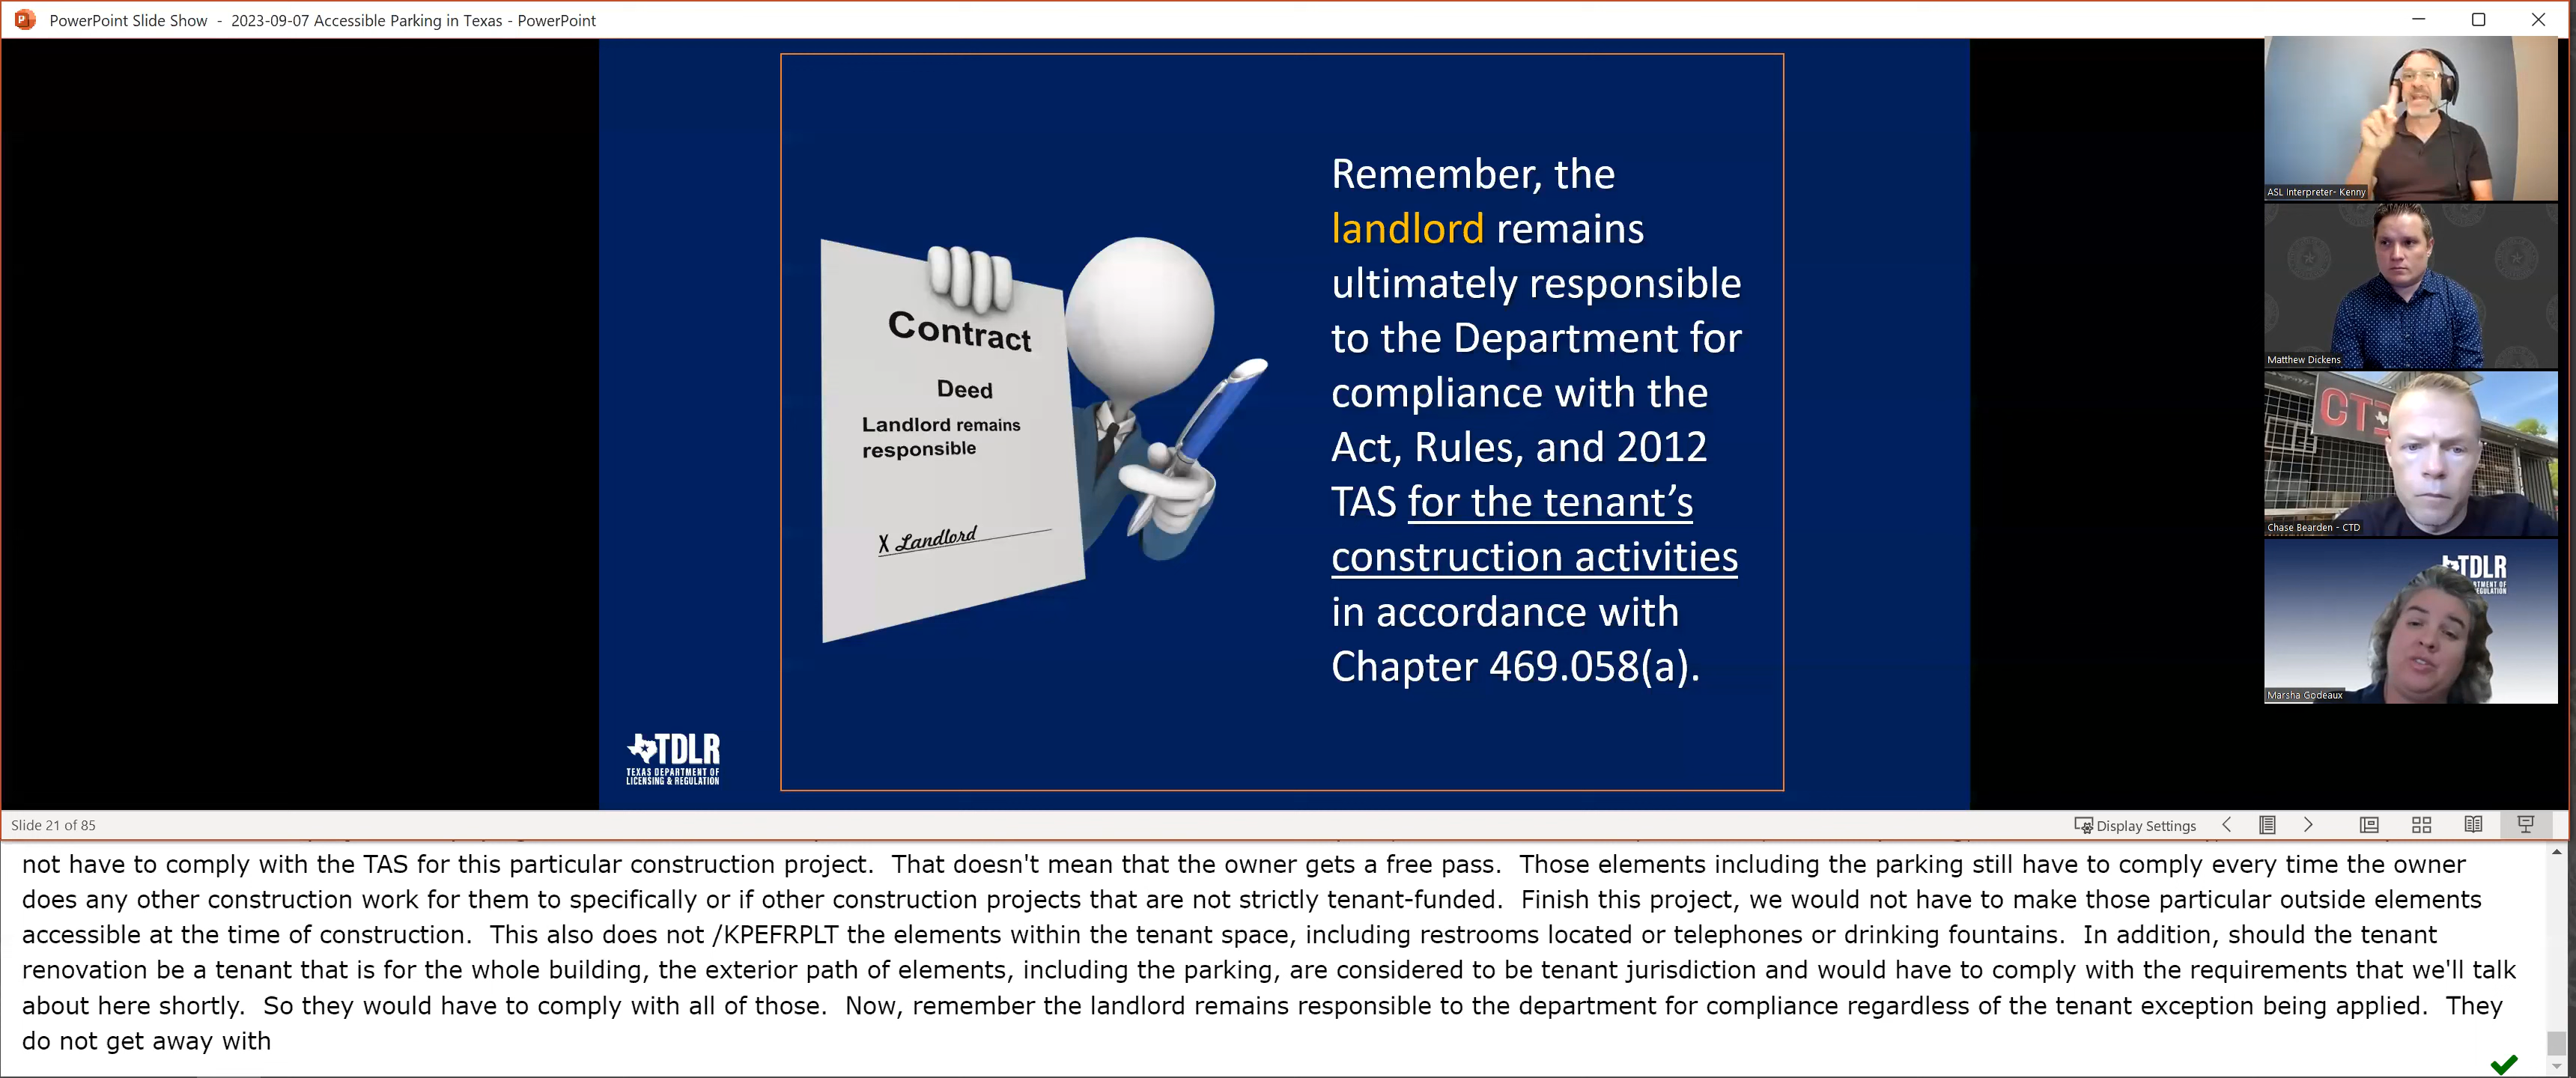 PowerPoint Slide Show - 2023-09-07 Accessible Parking in Texas - PowerPoint
Remember, the
landlord remains
ultimately responsible
to the Department for
compliance with the
Act, Rules, and 2012
TAS for the tenant's
construction activities
in accordance with
Chapter 469.058(a).
Contract
Deed
Landlord remains
responsible
X Landlord
TDLR
TEXAS DEPARTMENT OF
LICENSING & REGULATION
ASL Interpreter- Kenny
Matthew Dickens
CTD
Chase Bearden - CTD
TDLR
Marsha Godeaux
Slide 21 of 85
Display Settings
not have to comply with the TAS for this particular construction project. That doesn't mean that the owner gets a free pass. Those elements including the parking still have to comply every time the owner
does any other construction work for them to specifically or if other construction projects that are not strictly tenant-funded. Finish this project, we would not have to make those particular outside elements
accessible at the time of construction. This also does not /KPEFRPLT the elements within the tenant space, including restrooms located or telephones or drinking fountains. In addition, should the tenant
renovation be a tenant that is for the whole building, the exterior path of elements, including the parking, are considered to be tenant jurisdiction and would have to comply with the requirements that we'll talk
about here shortly. So they would have to comply with all of those. Now, remember the landlord remains responsible to the department for compliance regardless of the tenant exception being applied. They
do not get away with